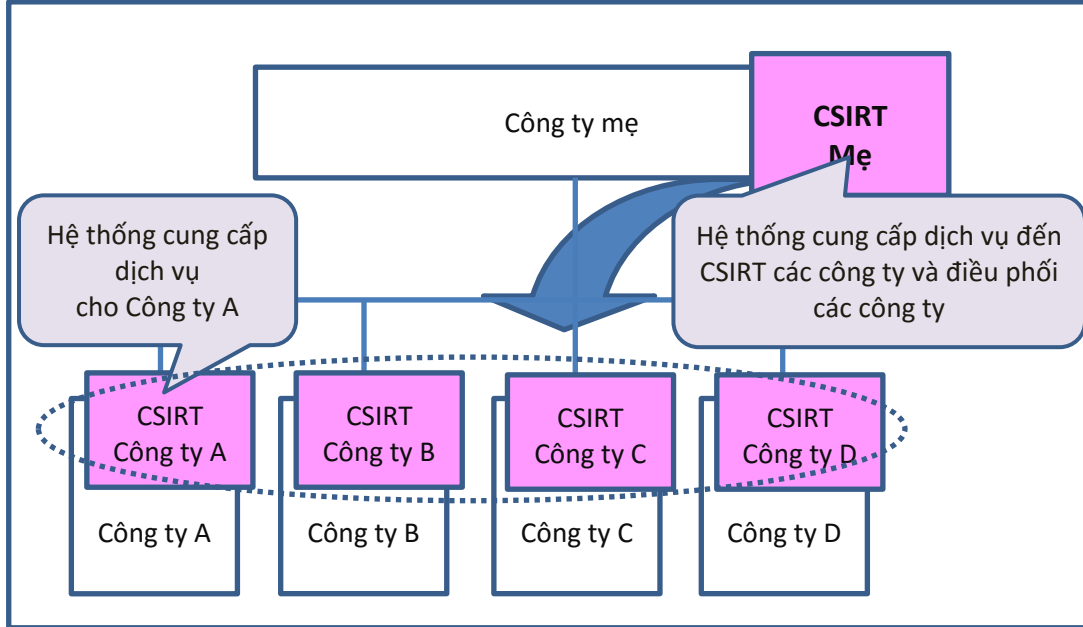 Công ty mẹ
CSIRT
Mẹ
Hệ thống cung cấp
dịch vụ
cho Công ty A
Hệ thống cung cấp dịch vụ đến
CSIRT các công ty và điều phối
các công ty
CSIRT
Công ty A
CSIRT
Công ty B
CSIRT
Công ty C
CSIRT
Công ty D
Công ty A
Công ty B
Công ty C
Công ty D